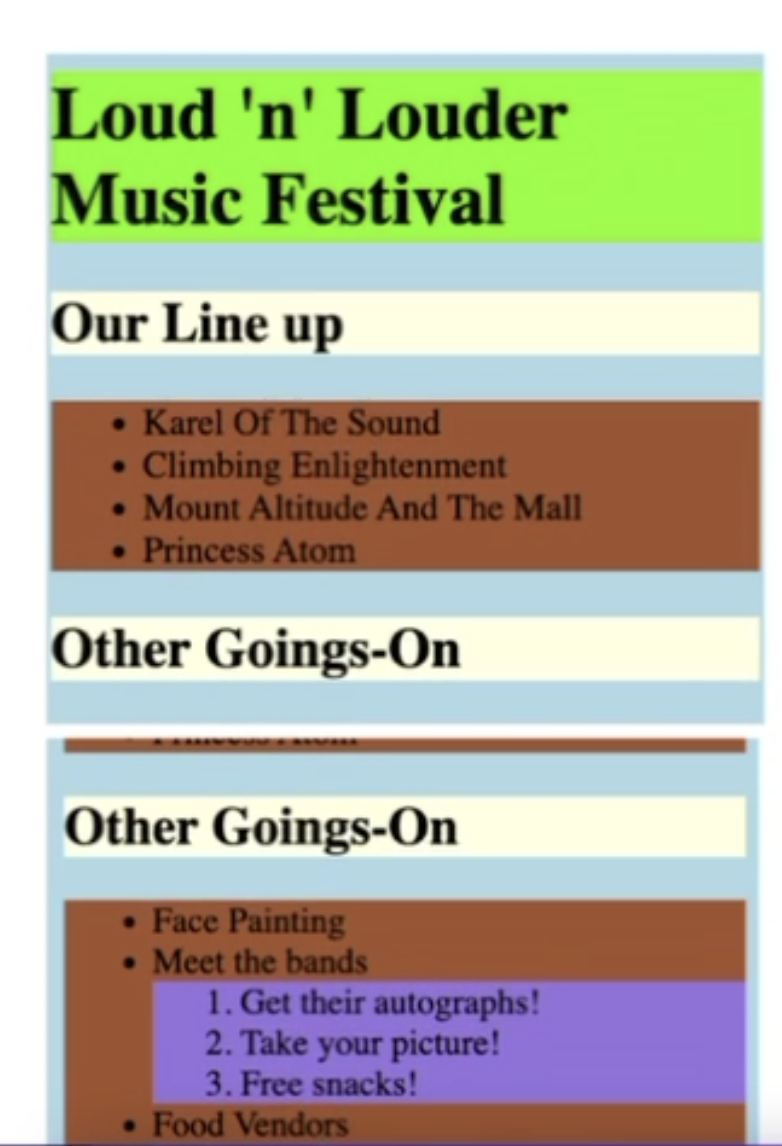 Loud 'n' Louder
Music Festival
Our Line up
• Karel Of The Sound
• Climbing Enlightenment
• Mount Altitude And The Mall
• Princess Atom
Other Goings-On
• Princess Atom
Other Goings-On
• Face Painting
• Meet the bands
1. Get their autographs!
2. Take your picture!
3. Free snacks!
• Food Vendors